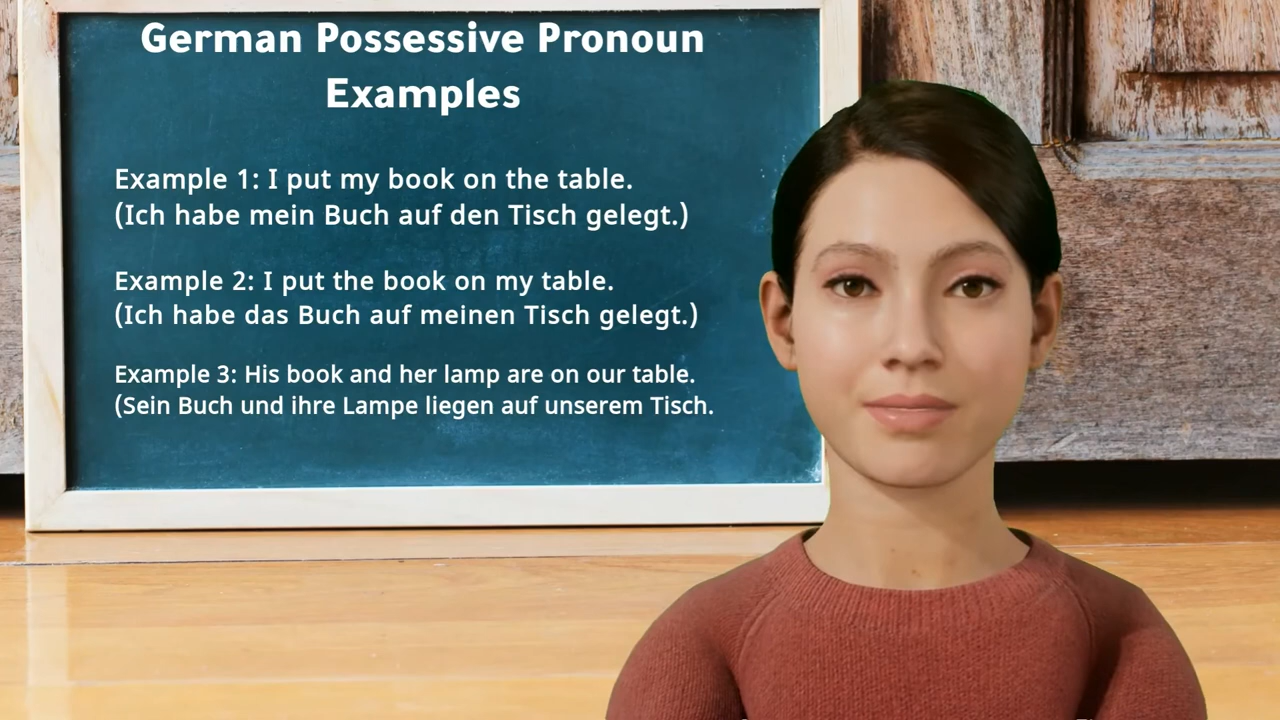 German Possessive Pronoun
Examples
Example 1: I put my book on the table.
(Ich habe mein Buch auf den Tisch gelegt.)
Example 2: I put the book on my table.
(Ich habe das Buch auf meinen Tisch gelegt.)
Example 3: His book and her lamp are on our table.
(Sein Buch und ihre Lampe liegen auf unserem Tisch.